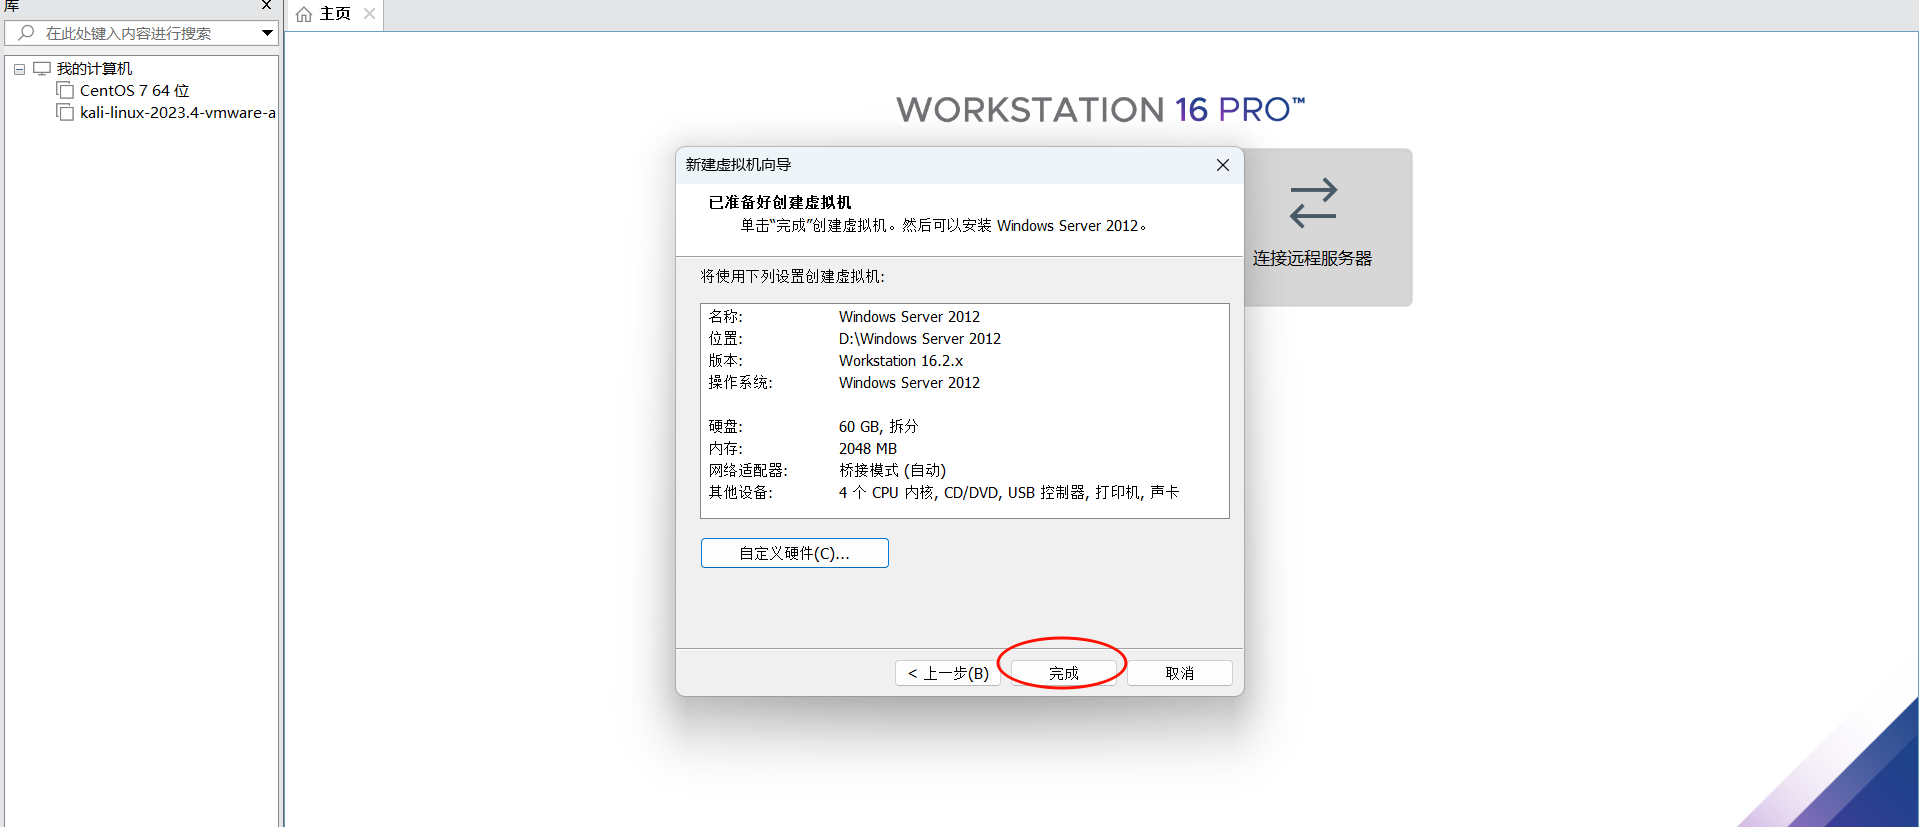 库
主页
在此处键入内容进行搜索
我的计算机
CentOS 7 64 位
kali-linux-2023.4-vmware-a
WORKSTATION 16 PRO™
连接远程服务器
新建虚拟机向导
已准备好创建虚拟机
单击“完成”创建虚拟机。然后可以安装 Windows Server 2012。
将使用下列设置创建虚拟机:
名称: Windows Server 2012
位置: D:\Windows Server 2012
版本: Workstation 16.2.x
操作系统: Windows Server 2012
硬盘: 60 GB, 拆分
内存: 2048 MB
网络适配器: 桥接模式 (自动)
其他设备: 4 个 CPU 内核, CD/DVD, USB 控制器, 打印机, 声卡
自定义硬件(C)...
< 上一步(B) 完成 取消